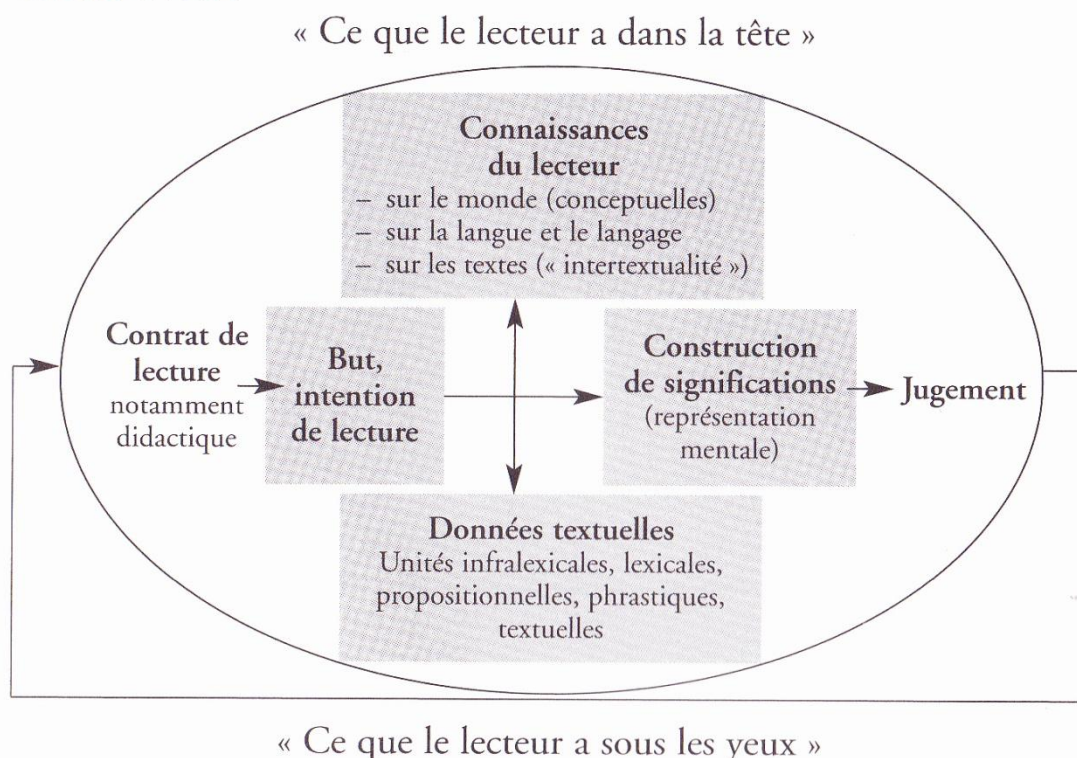 « Ce que le lecteur a dans la tête »
Connaissances
du lecteur
– sur le monde (conceptuelles)
– sur la langue et le langage
– sur les textes (« intertextualité »)
Contrat de
lecture
notamment
didactique
But,
intention
de lecture
Construction
de significations
(représentation
mentale)
Jugement
Données textuelles
Unités infralexicales, lexicales,
propositionnelles, phrastiques,
textuelles
« Ce que le lecteur a sous les yeux »